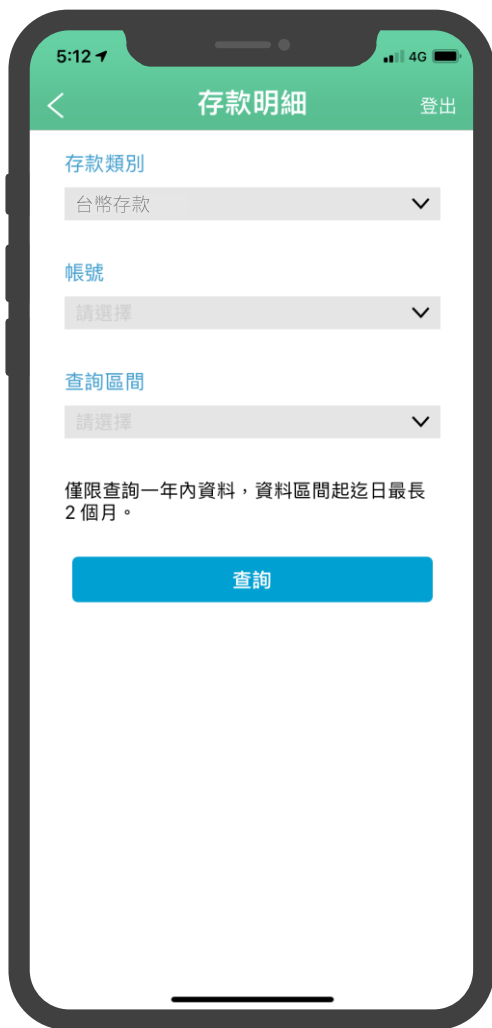 5:12
4G
存款明細
登出
存款類別
台幣存款
帳號
請選擇
查詢區間
請選擇
僅限查詢一年內資料，資料區間起迄日最長
2 個月。
查詢